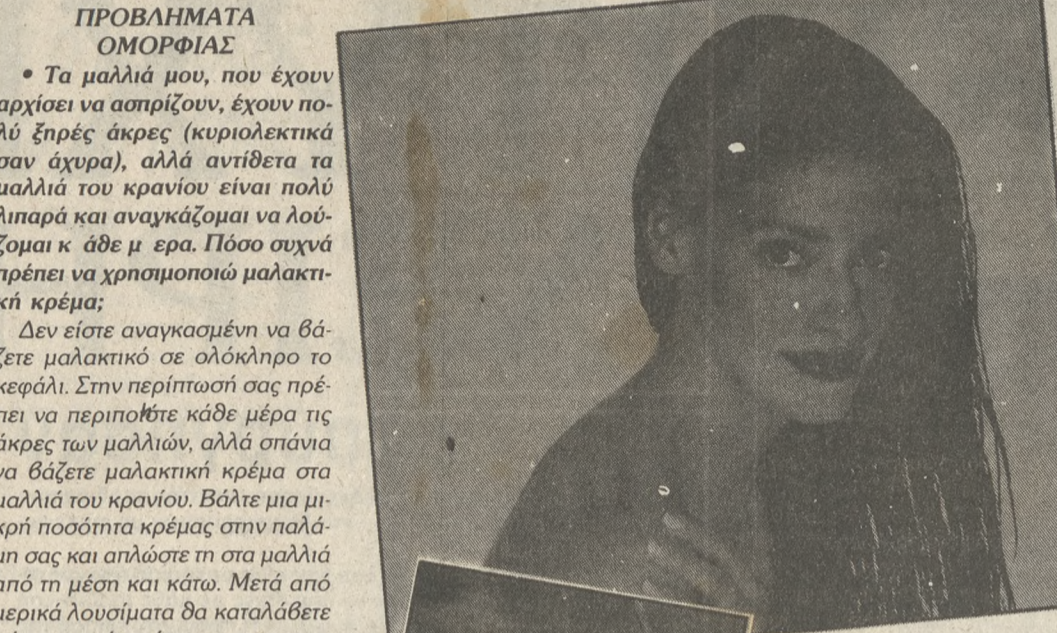 ΠΡΟΒΛΗΜΑΤΑ
ΟΜΟΡΦΙΑΣ
• Τα μαλλιά μου, που έχουν
αρχίσει να ασπρίζουν, έχουν πο-
λύ ξηρές άκρες (κυριολεκτικά
σαν άχυρα), αλλά αντίθετα τα
μαλλιά του κρανίου είναι πολύ
λιπαρά και αναγκάζομαι να λού-
ζομαι κ άθε μ ερα. Πόσο συχνά
πρέπει να χρησιμοποιώ μαλακτι-
κή κρέμα;
Δεν είστε αναγκασμένη να βά-
ζετε μαλακτικό σε ολόκληρο το
κεφάλι. Στην περίπτωσή σας πρέ-
πει να κάθε μέρα τις
άκρες των μαλλιών, αλλά σπάνια
να βάζετε μαλακτική κρέμα στα
μαλλιά του κρανίου. Βάλτε μια μι-
κρή ποσότητα κρέμας στην παλά-
μη σας και απλώστε τη στα μαλλιά
από τη μέση και κάτω. Μετά από
μερικά λουσίματα θα καταλάβετε